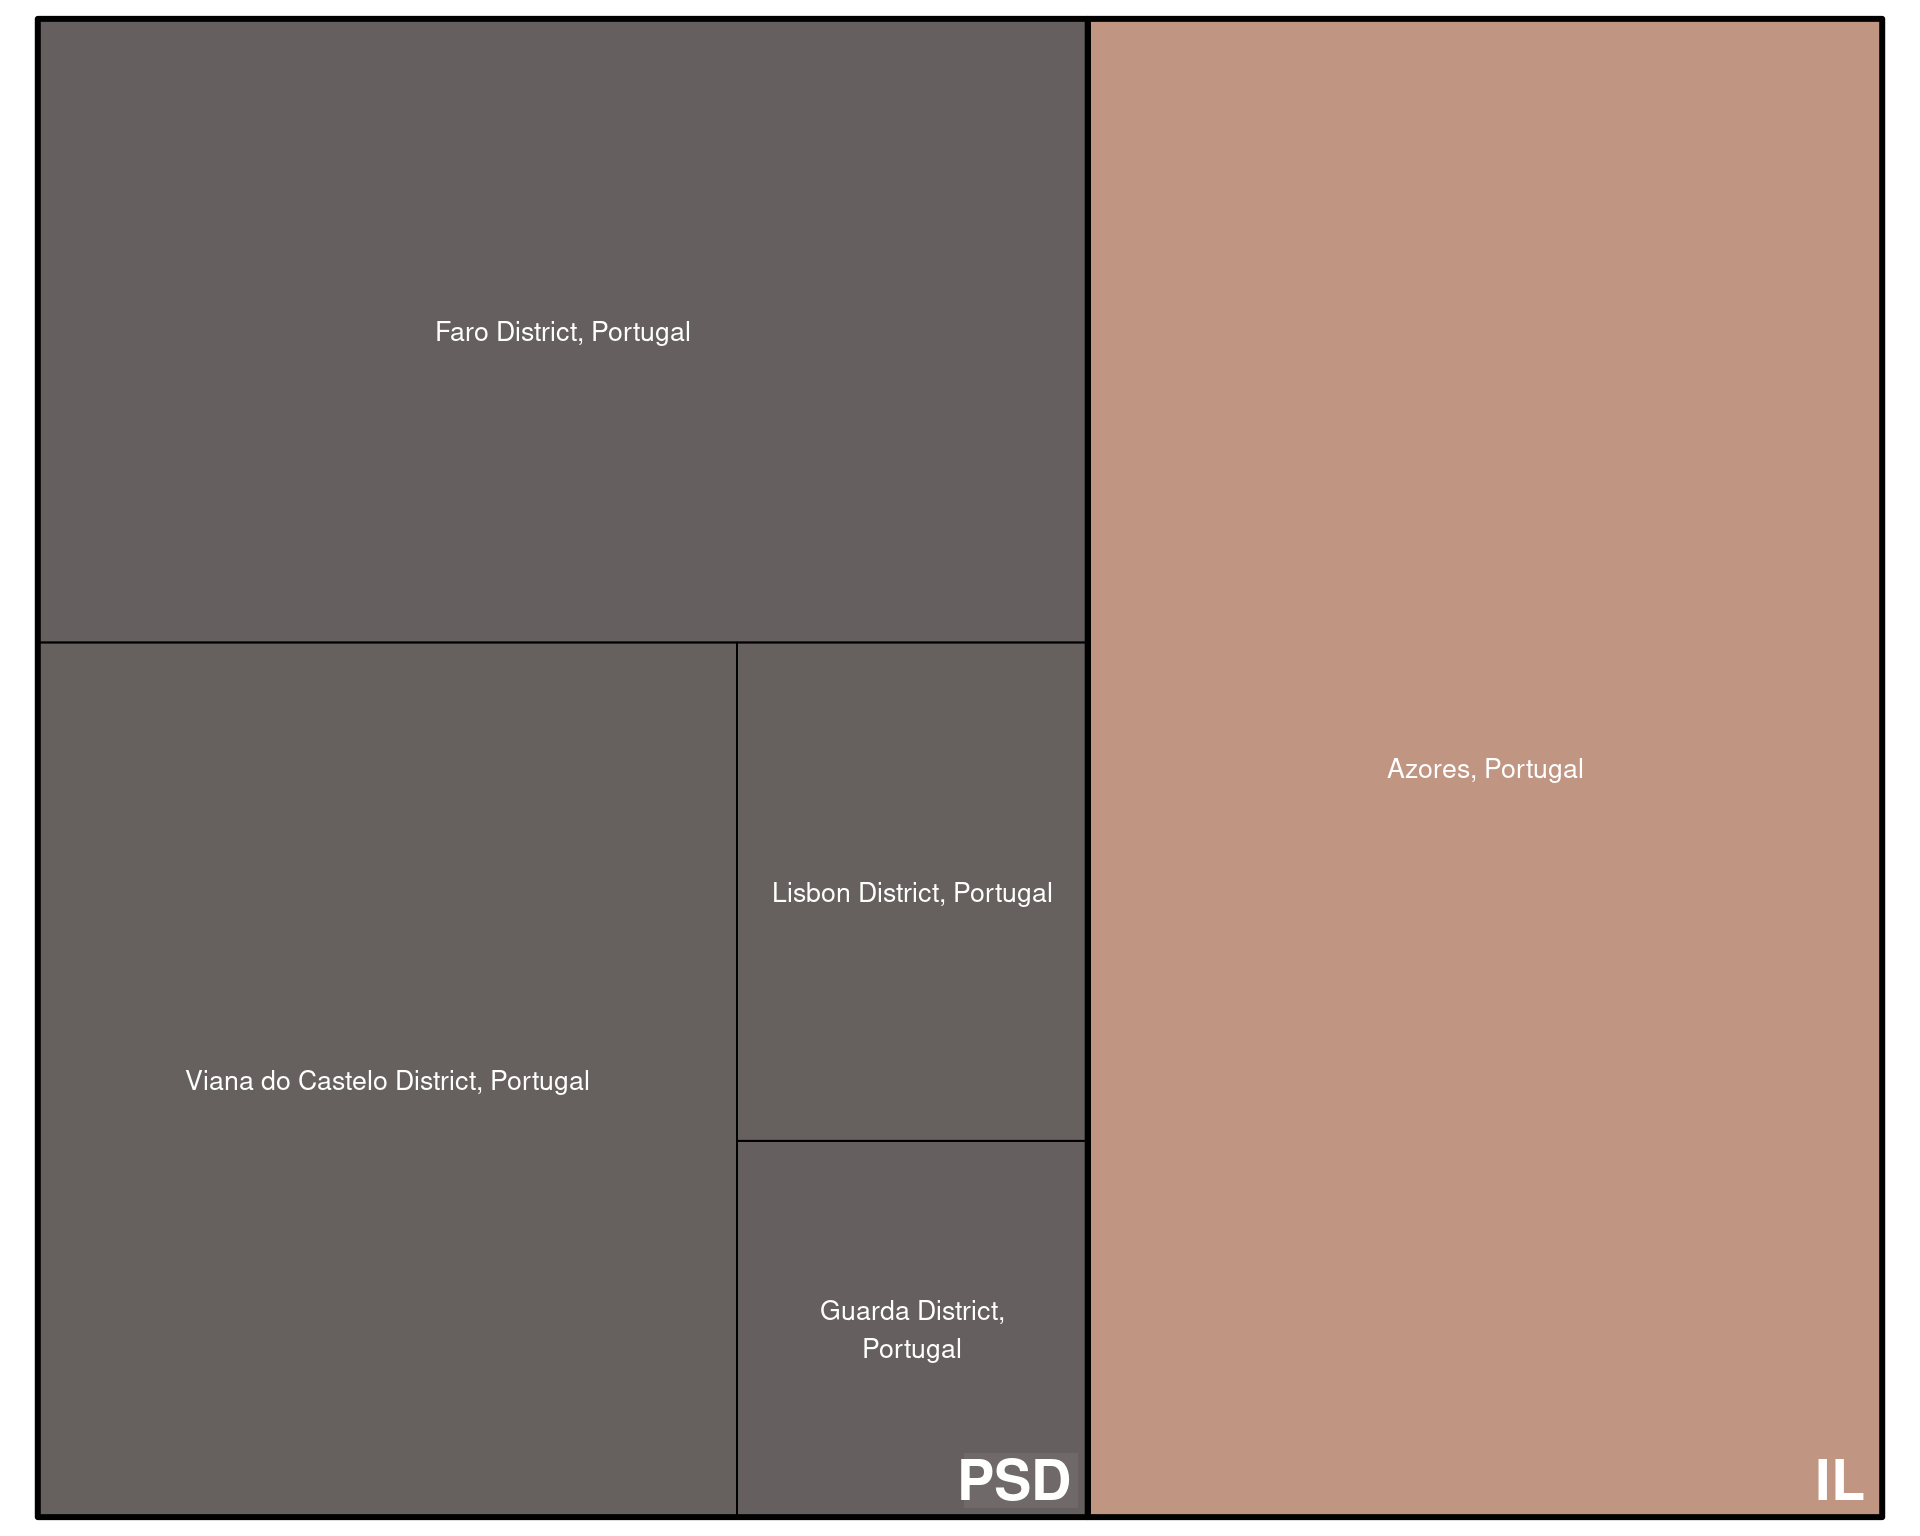 Faro District, Portugal
Azores, Portugal
Lisbon District, Portugal
Viana do Castelo District, Portugal
Guarda District,
Portugal
PSD
IL